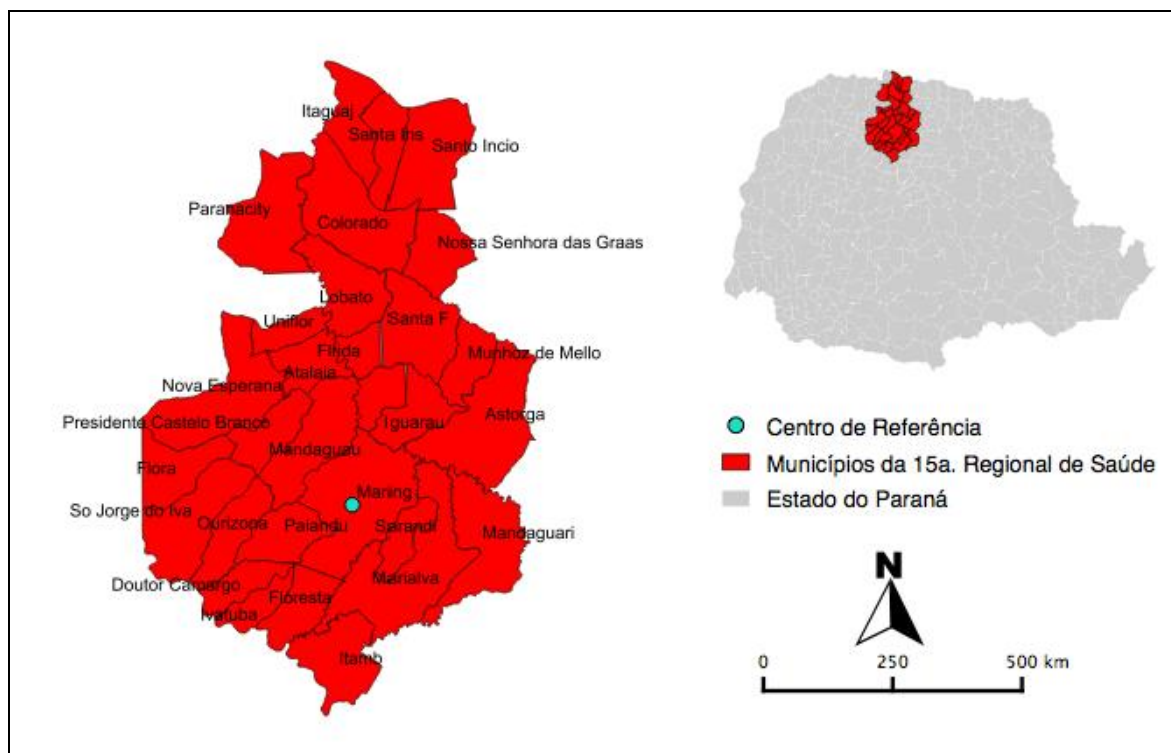 Itaguaj
Santa Ins
Santo Incio
Paranacity
Colorado
Nossa Senhora das Graas
Lobato
Santa F
Uniflor
Flrida
Munhoz de Mello
Atalaia
Nova Esperana
Presidente Castelo Branco
Iguarau
Astorga
Mandaguau
Flora
Maring
So Jorge do Iva
Ourizona
Paiandu
Sarandi
Mandaguari
Doutor Camargo
Marialva
Floresta
Ivatuba
Itamb
Centro de Referência
Municípios da 15a. Regional de Saúde
Estado do Paraná
N
0 250 500 km